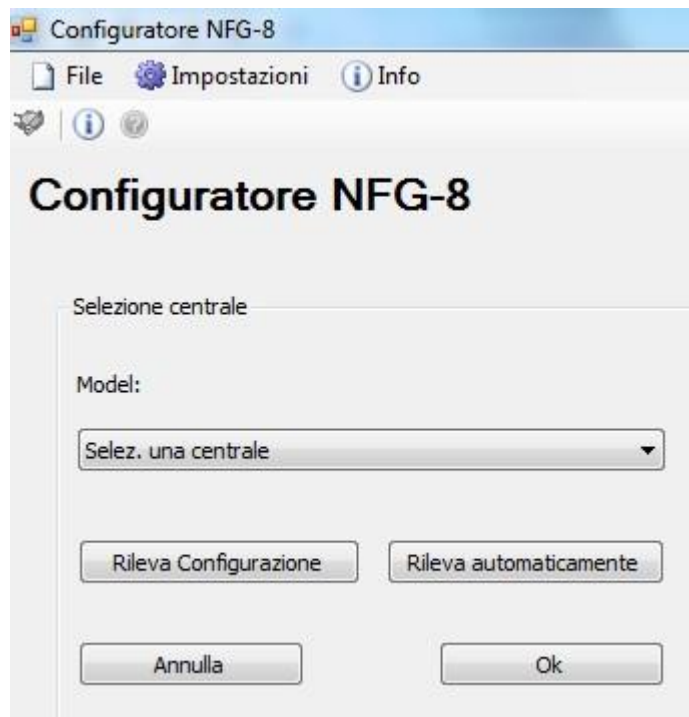 Configuratore NFG-8
File Impostazioni Info
Configuratore NFG-8
Selezione centrale
Model:
Selez. una centrale
Rileva Configurazione Rileva automaticamente
Annulla Ok